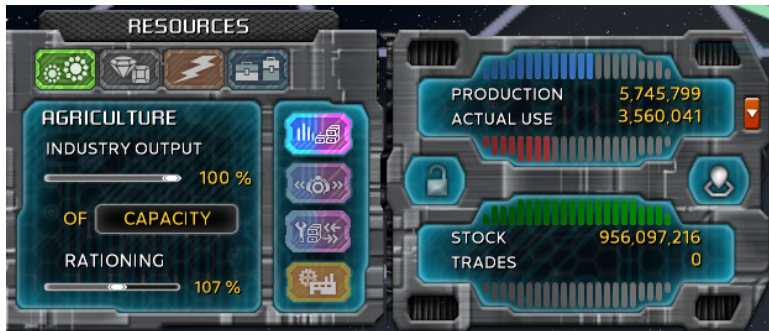 RESOURCES
AGRICULTURE
INDUSTRY OUTPUT
100 %
OF CAPACITY
RATIONING
107 %
PRODUCTION 5,745,799
ACTUAL USE 3,560,041
STOCK 956,097,216
TRADES 0